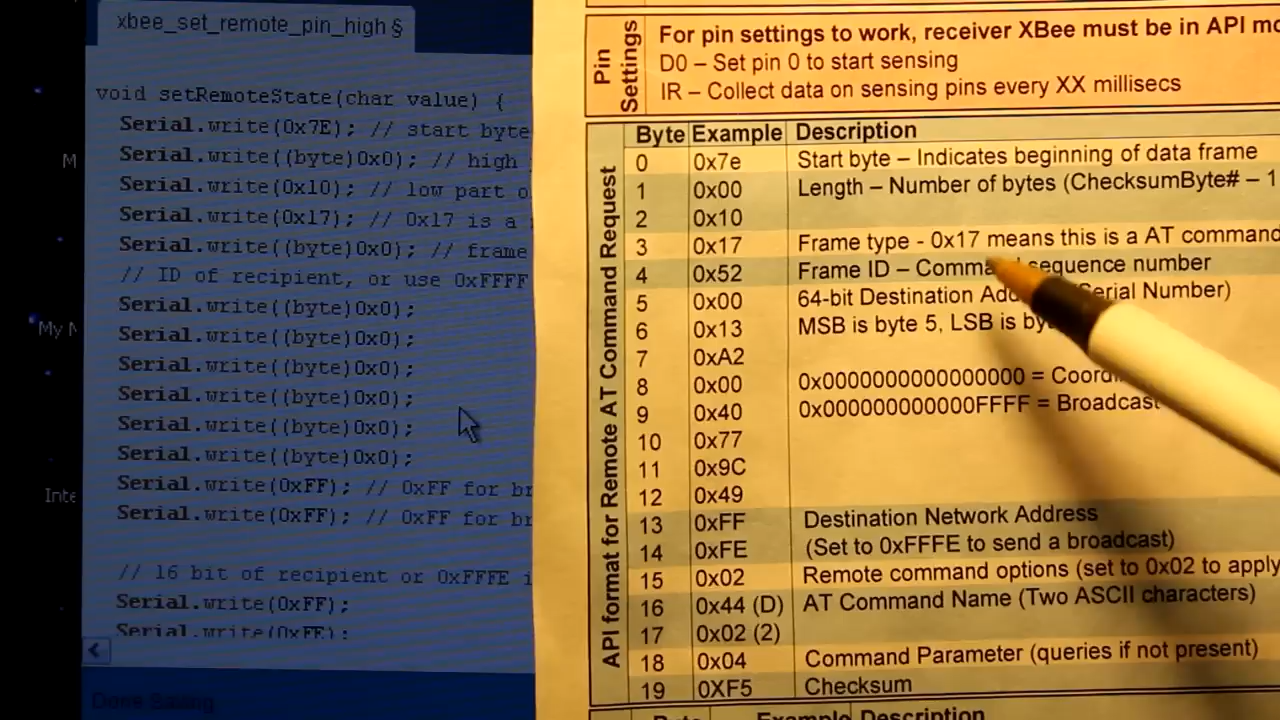 xbee_set_remote_pin_high §
void setRemoteState(char value) {
Serial.write(0x7E); // start byte
Serial.write((byte)0x0); // high
Serial.write(0x10); // low part o
Serial.write(0x17); // 0x17 is a
Serial.write((byte)0x0); // frame
// ID of recipient, or use 0xFFFF
Serial.write((byte)0x0);
Serial.write((byte)0x0);
Serial.write((byte)0x0);
Serial.write((byte)0x0);
Serial.write((byte)0x0);
Serial.write((byte)0x0);
Serial.write(0xFF); // 0xFF for br
Serial.write(0xFF); // 0xFF for br
// 16 bit of recipient or 0xFFFE i
Serial.write(0xFF);
Serial.write(0xFE);
Done Saving
M
My N
Inte
Pin Settings
For pin settings to work, receiver XBee must be in API mo
D0 – Set pin 0 to start sensing
IR – Collect data on sensing pins every XX millisecs
API format for Remote AT Command Request
Byte Example Description
0 0x7e Start byte – Indicates beginning of data frame
1 0x00 Length – Number of bytes (ChecksumByte# – 1
2 0x10
3 0x17 Frame type - 0x17 means this is a AT command
4 0x52 Frame ID – Comma sequence number
5 0x00 64-bit Destination Add Serial Number)
6 0x13 MSB is byte 5, LSB is by
7 0xA2
8 0x00 0x0000000000000000 = Coord
9 0x40 0x000000000000FFFF = Broadcast
10 0x77
11 0x9C
12 0x49
13 0xFF Destination Network Address
14 0xFE (Set to 0xFFFE to send a broadcast)
15 0x02 Remote command options (set to 0x02 to apply
16 0x44 (D) AT Command Name (Two ASCII characters)
17 0x02 (2)
18 0x04 Command Parameter (queries if not present)
19 0XF5 Checksum
Byte Example Description